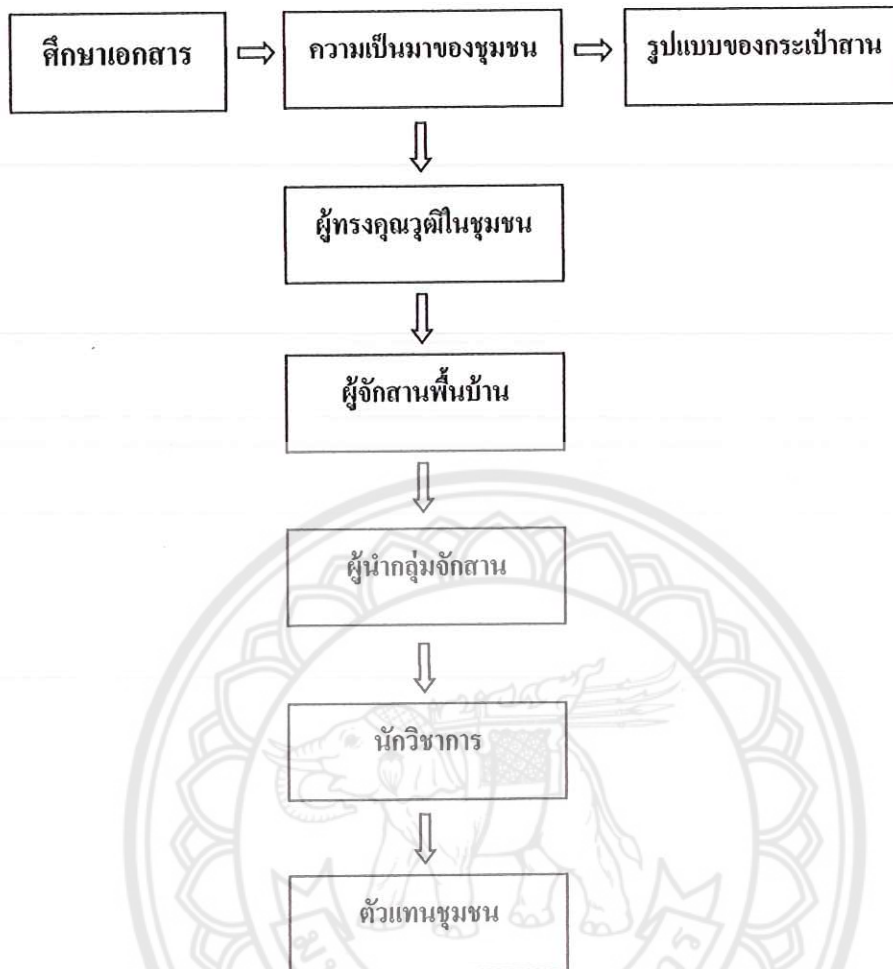 ศึกษาเอกสาร
ความเป็นมาของชุมชน
รูปแบบของกระเป๋าสาน
ผู้ทรงคุณวุฒิในชุมชน
ผู้จักสานพื้นบ้าน
ผู้นำกลุ่มจักสาน
นักวิชาการ
ตัวแทนชุมชน